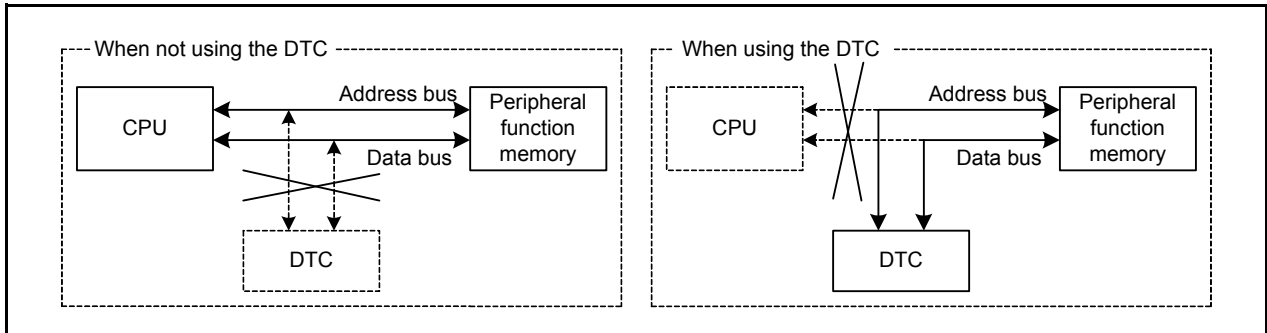 When not using the DTC
CPU
Address bus
Data bus
Peripheral
function
memory
DTC
When using the DTC
CPU
Address bus
Data bus
Peripheral
function
memory
DTC